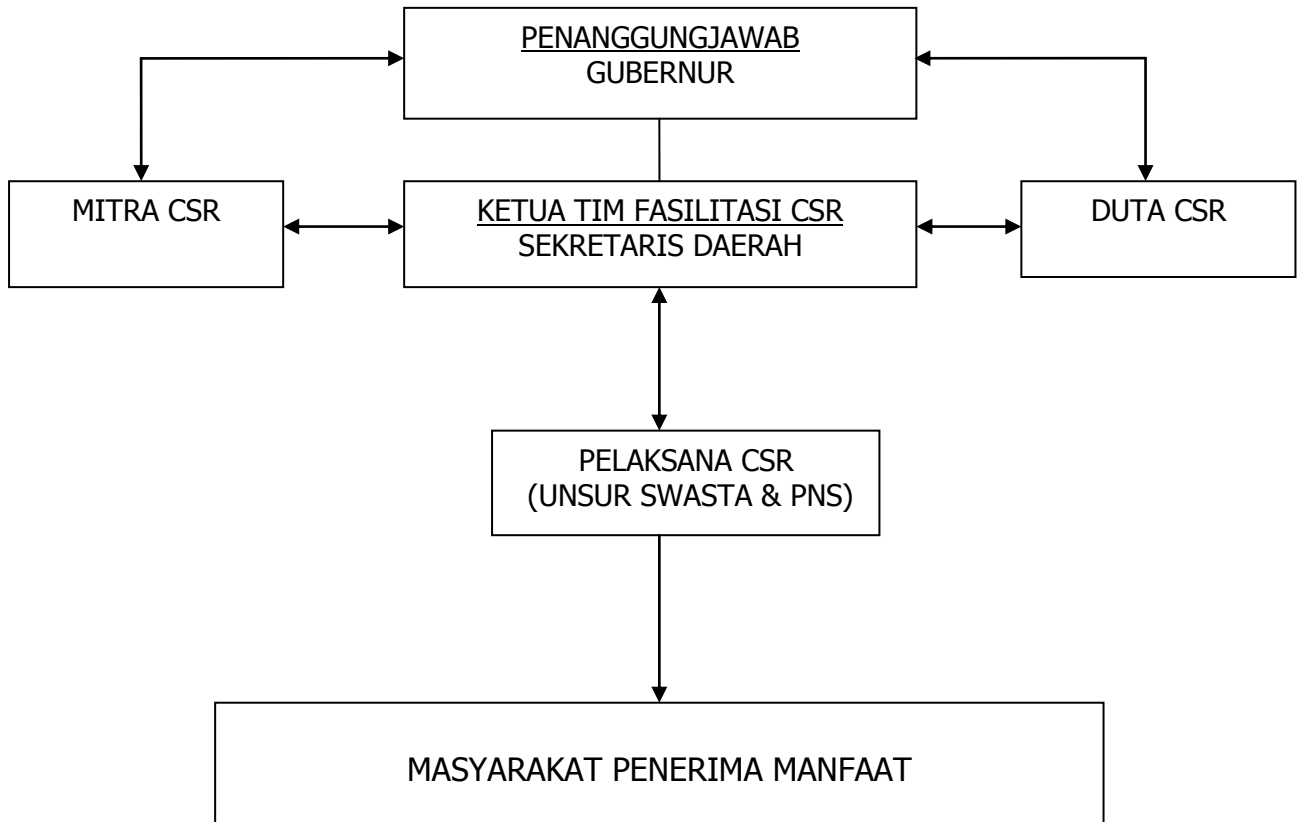 PENANGGUNGJAWAB
GUBERNUR
MITRA CSR
KETUA TIM FASILITASI CSR
SEKRETARIS DAERAH
DUTA CSR
PELAKSANA CSR
(UNSUR SWASTA & PNS)
MASYARAKAT PENERIMA MANFAAT